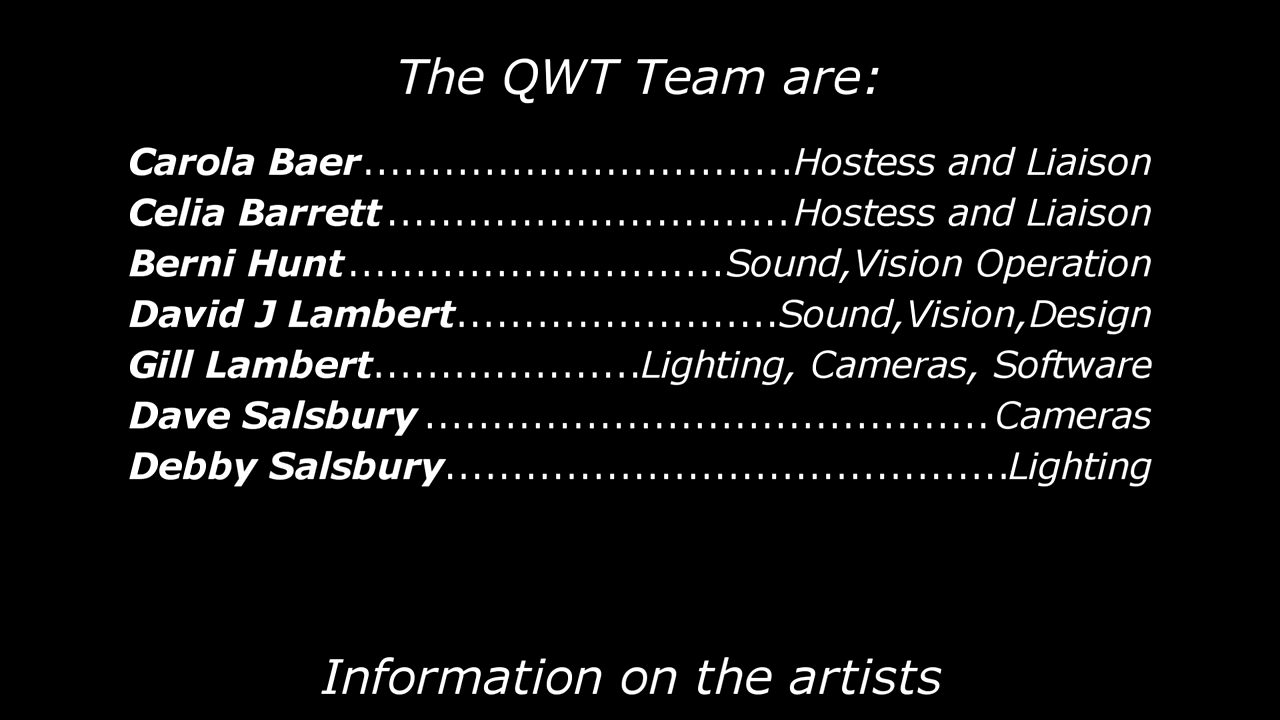 The QWT Team are:
Carola Baer................................Hostess and Liaison
Celia Barrett..............................Hostess and Liaison
Berni Hunt............................Sound,Vision Operation
David J Lambert........................Sound,Vision,Design
Gill Lambert....................Lighting, Cameras, Software
Dave Salsbury..........................................Cameras
Debby Salsbury..........................................Lighting
Information on the artists